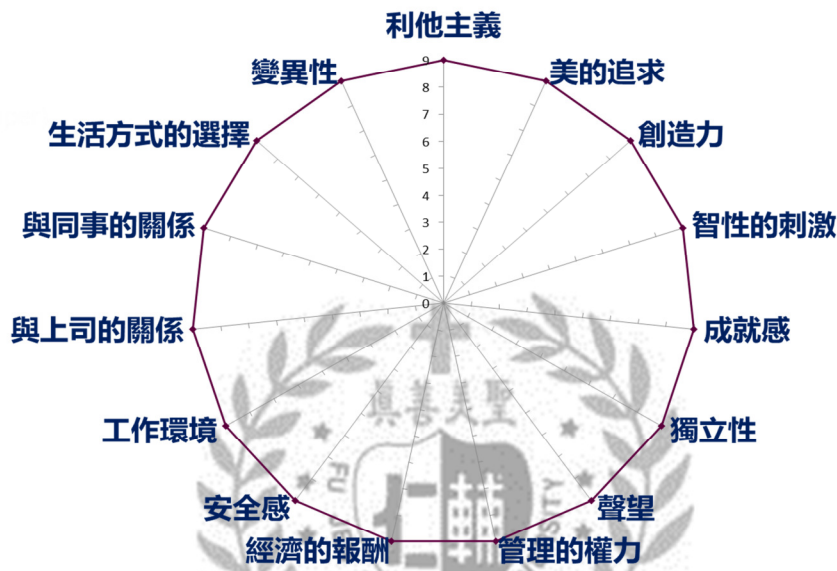 利他主義
變異性
美的追求
生活方式的選擇
創造力
與同事的關係
智性的刺激
與上司的關係
成就感
工作環境
獨立性
安全感
聲望
經濟的報酬
管理的權力
9
8
7
6
5
4
3
2
1
0
真善美聖
FU
SITY